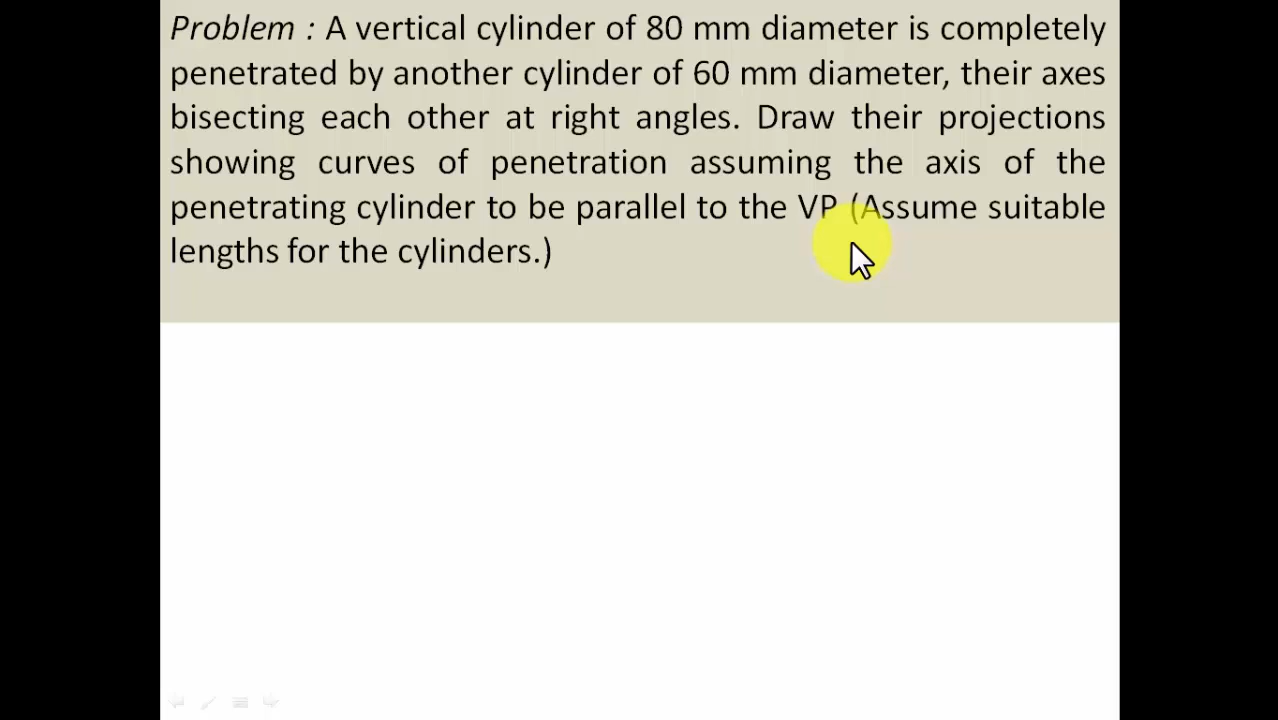 Problem : A vertical cylinder of 80 mm diameter is completely
penetrated by another cylinder of 60 mm diameter, their axes
bisecting each other at right angles. Draw their projections
showing curves of penetration assuming the axis of the
penetrating cylinder to be parallel to the VP (Assume suitable
lengths for the cylinders.)